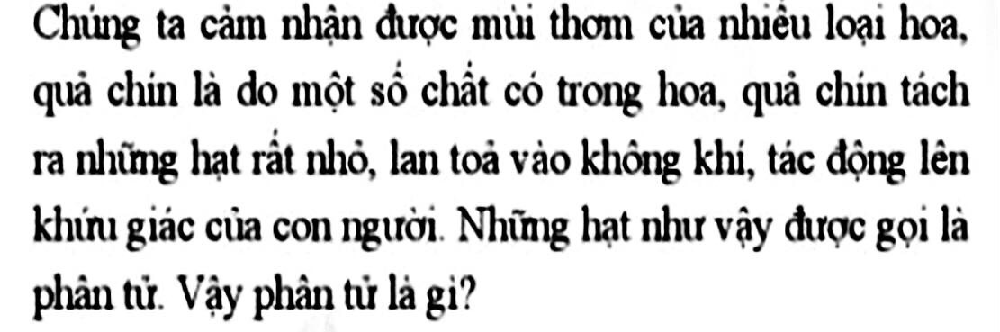 Chúng ta cảm nhận được mùi thơm của nhiều loại hoa,
quả chín là do một số chất có trong hoa, quả chín tách
ra những hạt rất nhỏ, lan toả vào không khí, tác động lên
khứu giác của con người. Những hạt như vậy được gọi là
phân tử. Vậy phân tử là gì?